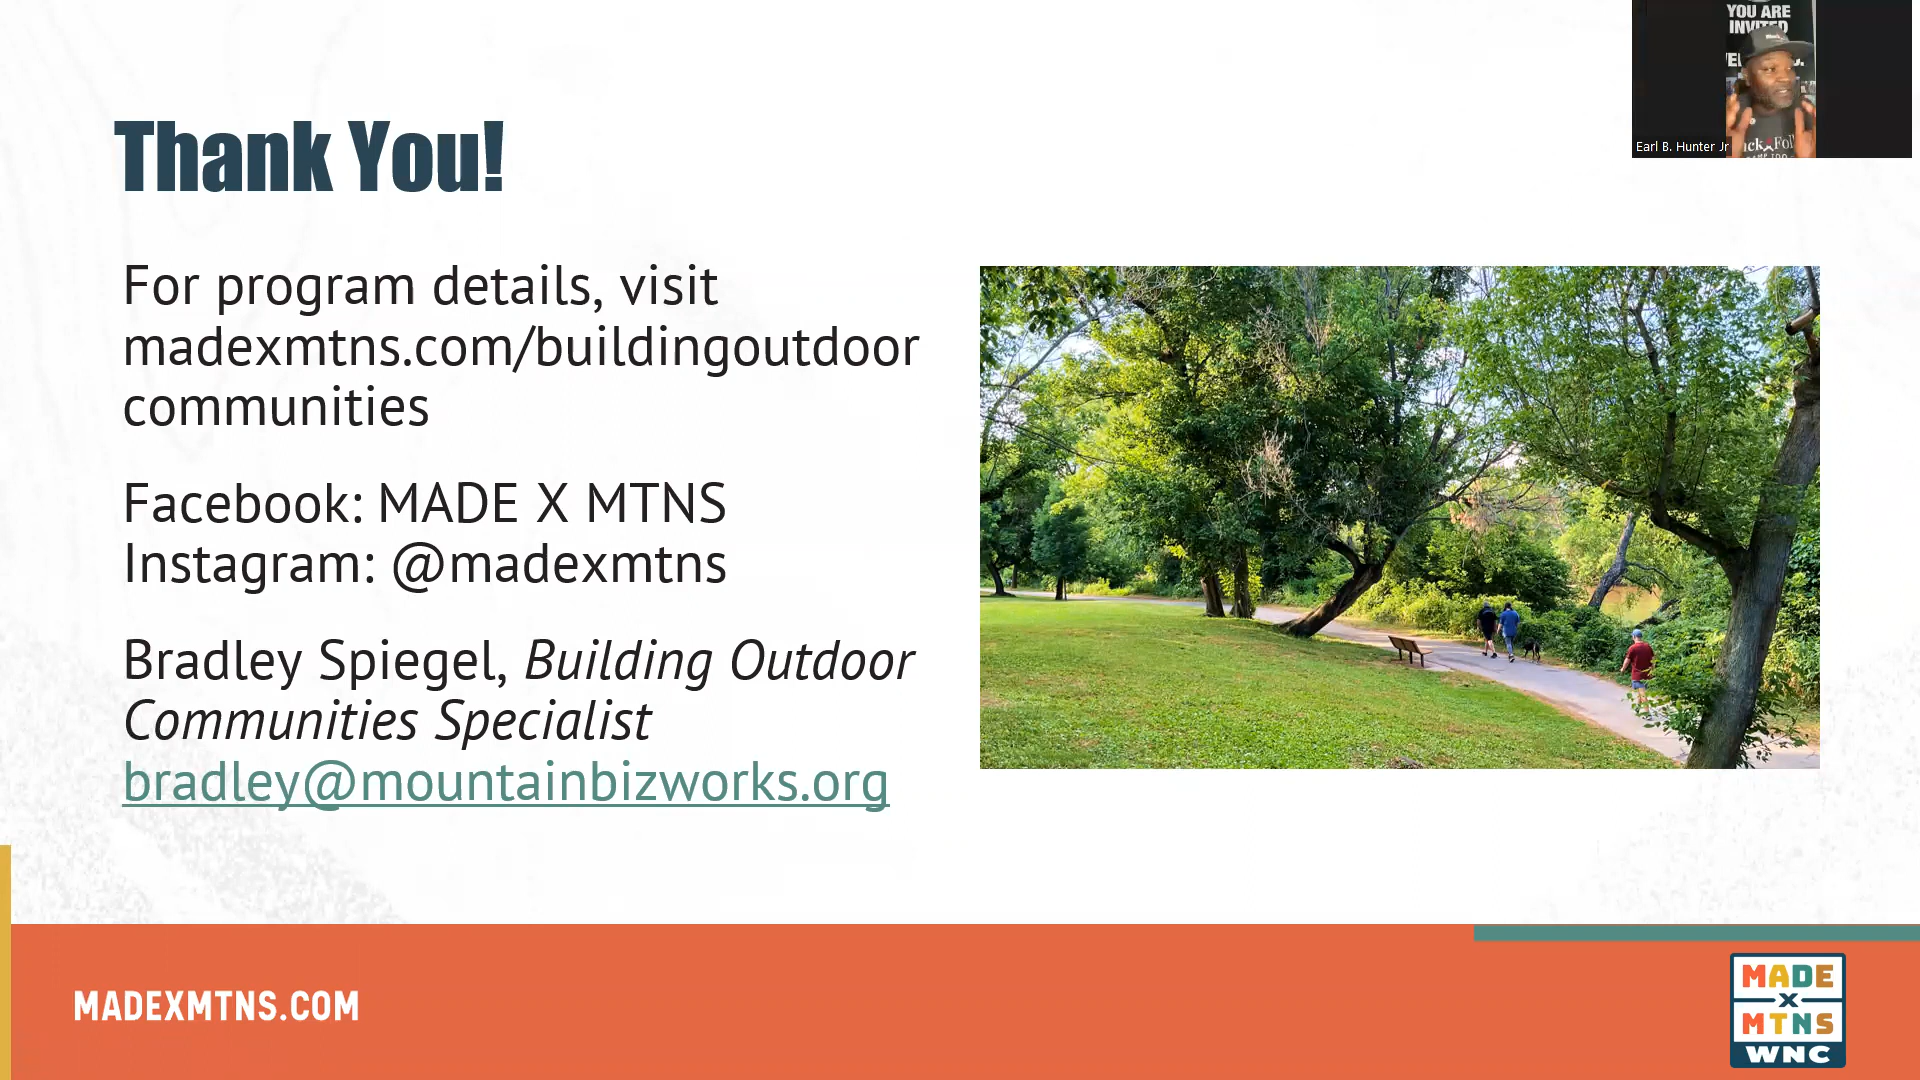 YOU ARE
INVITED
Earl B. Hunter Jr
Thank You!
For program details, visit
madexmtns.com/buildingoutdoor
communities
Facebook: MADE X MTNS
Instagram: @madexmtns
Bradley Spiegel, Building Outdoor
Communities Specialist
bradley@mountainbizworks.org
MADEXMTNS.COM
MADE
X
MTNS
WNC